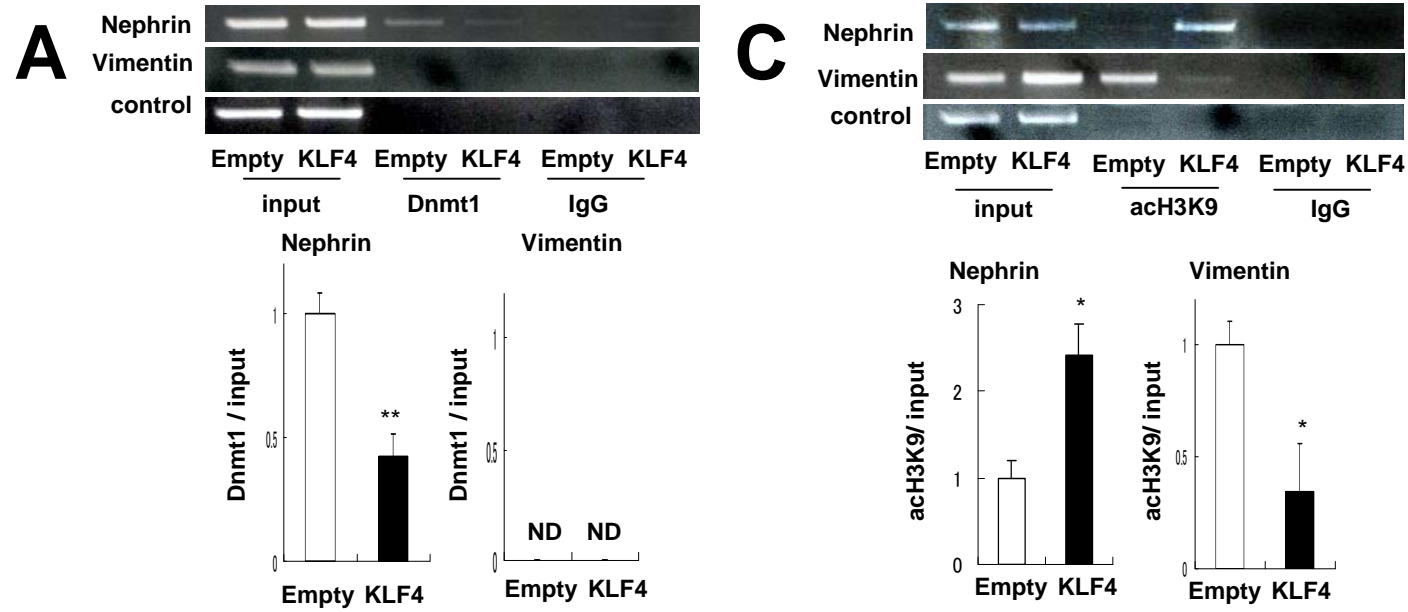 A
Nephrin
Vimentin
control
Empty KLF4 Empty KLF4 Empty KLF4
input Dnmt1 IgG
Nephrin
Dnmt1 / input
1
0.5
0
**
Empty KLF4
Vimentin
Dnmt1 / input
1
0.5
0
ND ND
Empty KLF4
C
Nephrin
Vimentin
control
Empty KLF4 Empty KLF4 Empty KLF4
input acH3K9 IgG
Nephrin
acH3K9/ input
3
2
1
0
*
Empty KLF4
Vimentin
acH3K9/ input
1
0.5
0
*
Empty KLF4